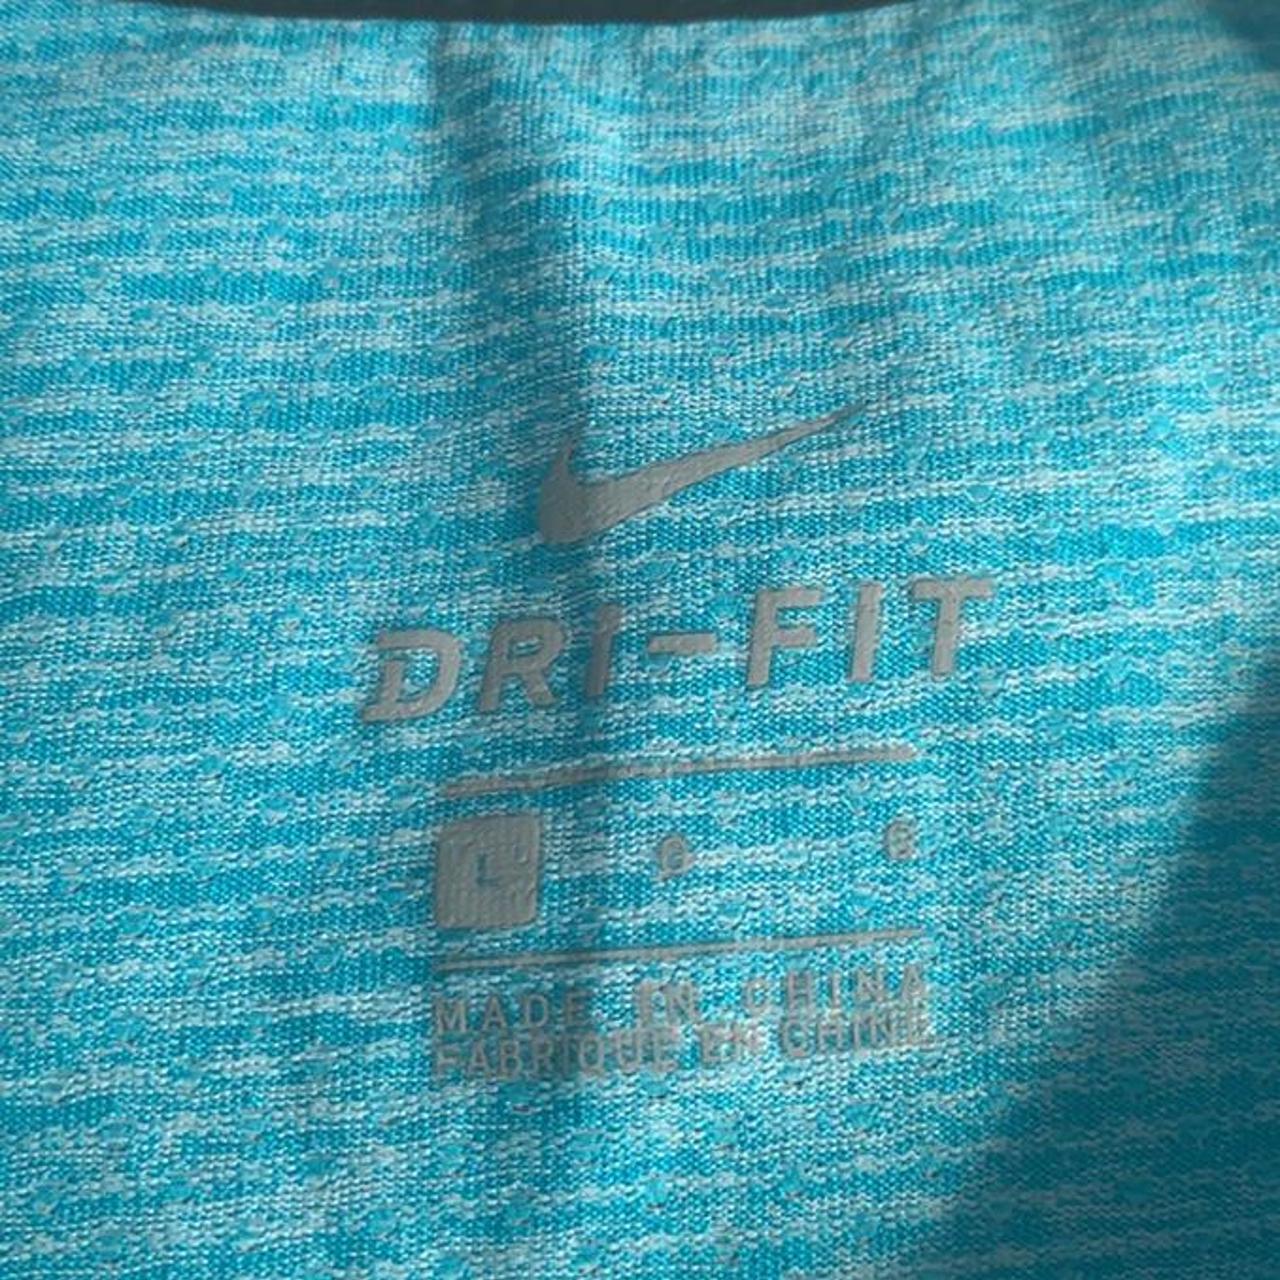 DRI-FIT
L G G
MADE IN CHINA
FABRIQUÉ EN CHINE